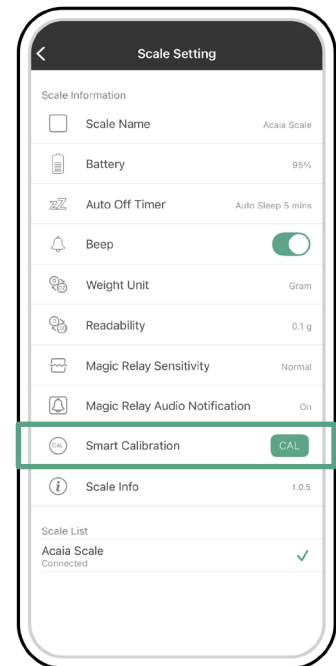 Scale Setting
Scale Information
Scale Name Acaia Scale
Battery 95%
zZ Auto Off Timer Auto Sleep 5 mins
Beep
Weight Unit Gram
Readability 0.1 g
Magic Relay Sensitivity Normal
Magic Relay Audio Notification On
CAL Smart Calibration CAL
i Scale Info 1.0.5
Scale List
Acaia Scale
Connected